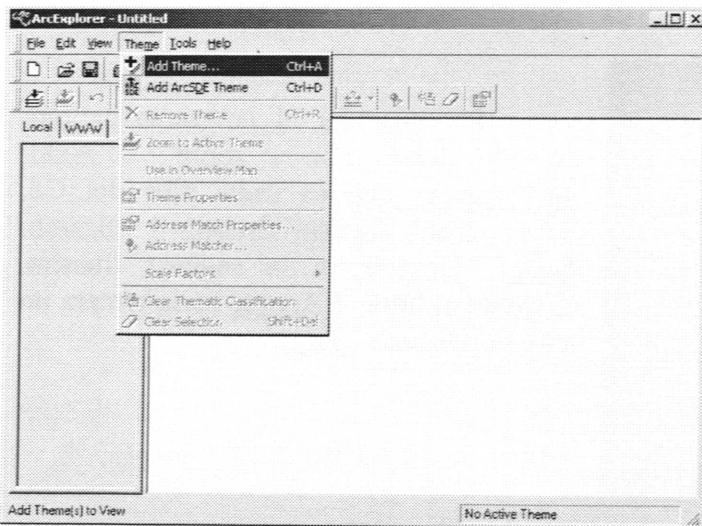 ArcExplorer - Untitled
File Edit View Theme Tools Help
Add Theme... Ctrl+A
Add ArcSDE Theme Ctrl+D
Remove Theme Ctrl+R
Zoom to Active Theme
Use in Overview Map
Theme Properties
Address Match Properties...
Address Matcher...
Scale Factors
Clear Thematic Classification
Clear Selection Shift+Del
Local WWW
Add Theme(s) to View
No Active Theme